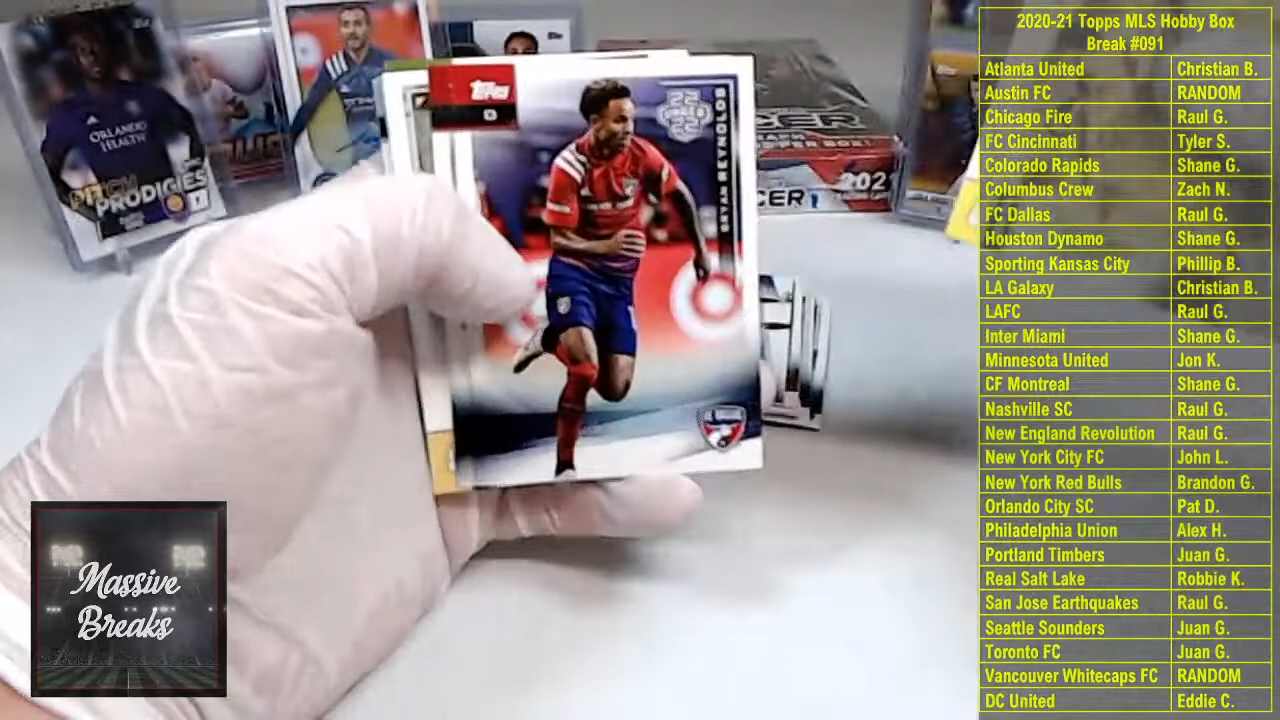 2020-21 Topps MLS Hobby Box
Break #091
Atlanta United Christian B.
Austin FC RANDOM
Chicago Fire Raul G.
FC Cincinnati Tyler S.
Colorado Rapids Shane G.
Columbus Crew Zach N.
FC Dallas Raul G.
Houston Dynamo Shane G.
Sporting Kansas City Phillip B.
LA Galaxy Christian B.
LAFC Raul G.
Inter Miami Shane G.
Minnesota United Jon K.
CF Montreal Shane G.
Nashville SC Raul G.
New England Revolution Raul G.
New York City FC John L.
New York Red Bulls Brandon G.
Orlando City SC Pat D.
Philadelphia Union Alex H.
Portland Timbers Juan G.
Real Salt Lake Robbie K.
San Jose Earthquakes Raul G.
Seattle Sounders Juan G.
Toronto FC Juan G.
Vancouver Whitecaps FC RANDOM
DC United Eddie C.
Topps
BRYAN REYNOLDS
ORLANDO
HEALTH
PITCH
PRODIGIES
202
Massive
Breaks